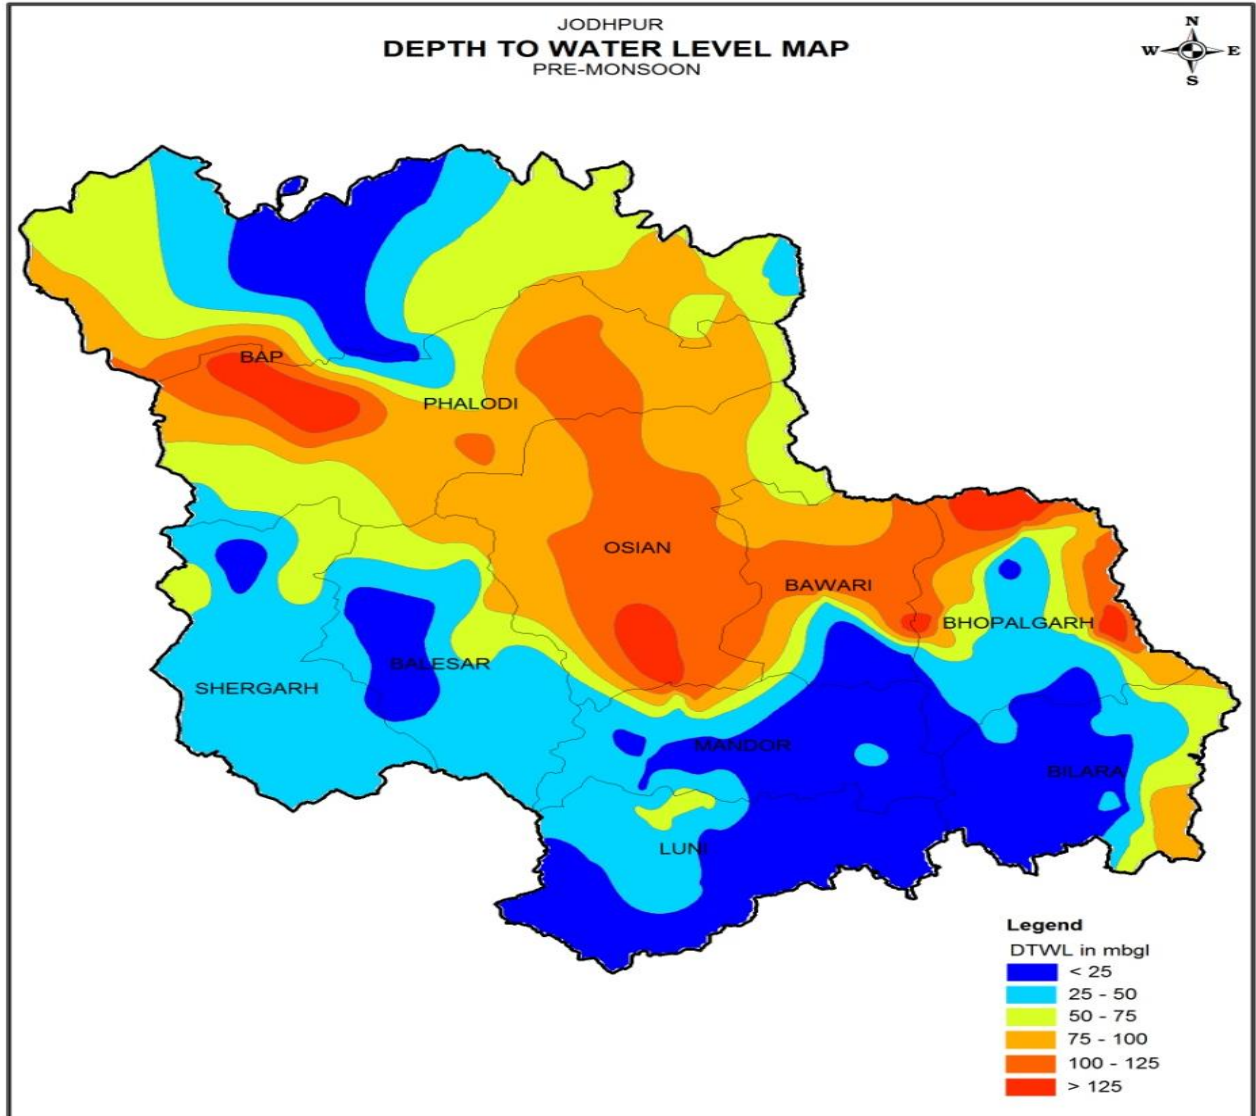 JODHPUR
DEPTH TO WATER LEVEL MAP
PRE-MONSOON
N
W E
S
BAP
PHALODI
OSIAN
BAWARI
BHOPALGARH
BALESAR
SHERGARH
MANDOR
BILARA
LUNI
Legend
DTWL in mbgl
< 25
25 - 50
50 - 75
75 - 100
100 - 125
> 125